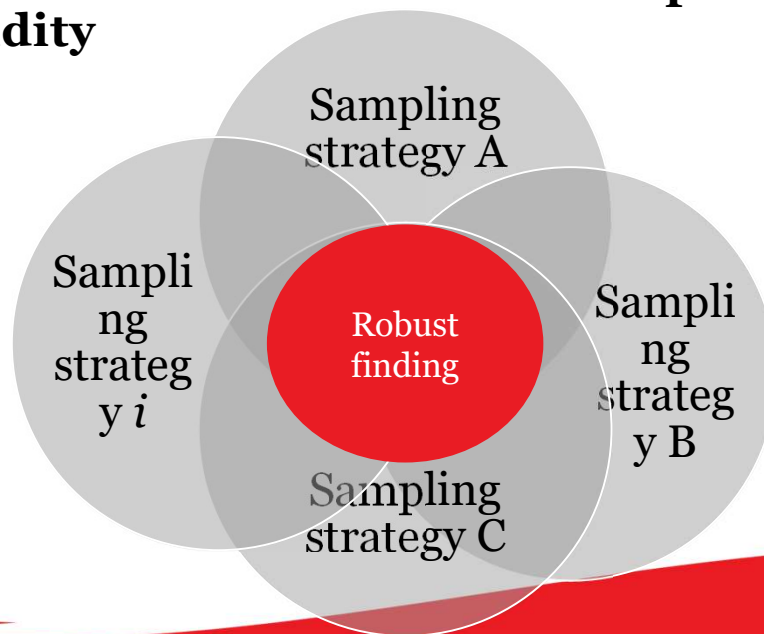 dity
Sampling
strategy A
Sampli
ng
strateg
y i
Robust
finding
Sampli
ng
strateg
y B
Sampling
strategy C